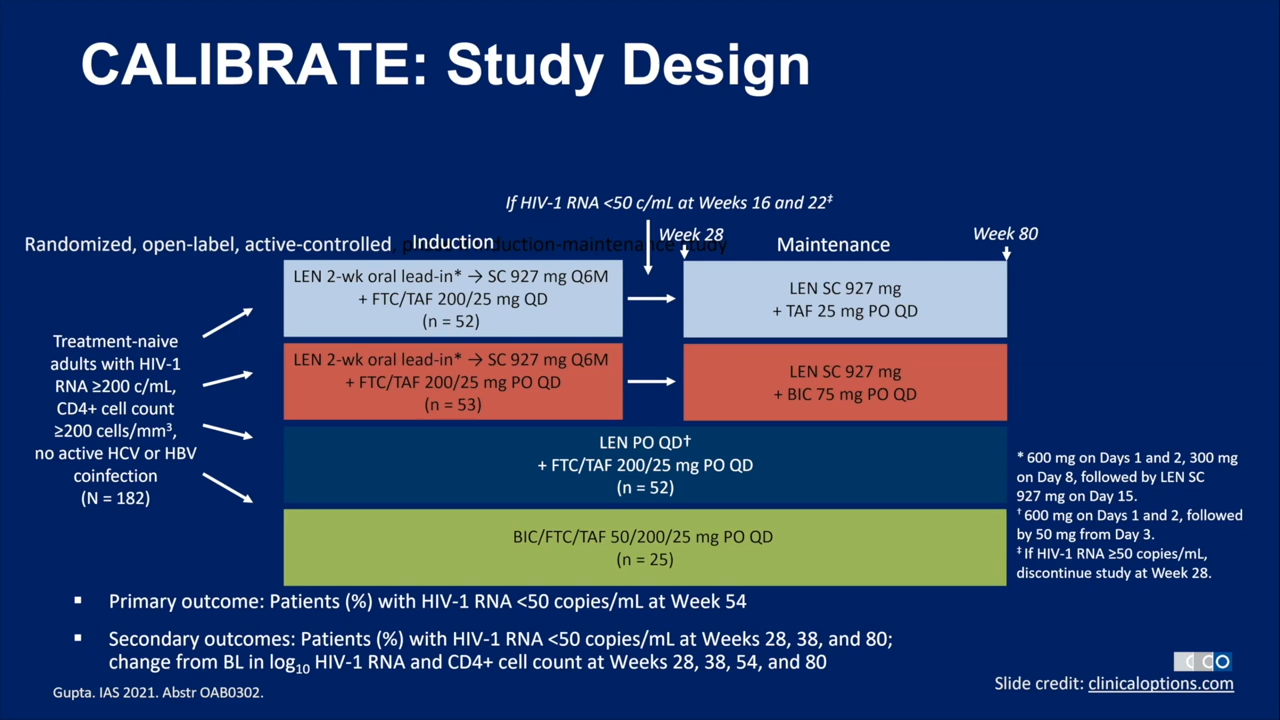 CALIBRATE: Study Design
If HIV-1 RNA <50 c/mL at Weeks 16 and 22‡
Randomized, open-label, active-controlled, phase II induction-maintenance study
Induction
Week 28
Maintenance
Week 80
Treatment-naive
adults with HIV-1
RNA ≥200 c/mL,
CD4+ cell count
≥200 cells/mm³,
no active HCV or HBV
coinfection
(N = 182)
LEN 2-wk oral lead-in* → SC 927 mg Q6M
+ FTC/TAF 200/25 mg QD
(n = 52)
LEN SC 927 mg
+ TAF 25 mg PO QD
LEN 2-wk oral lead-in* → SC 927 mg Q6M
+ FTC/TAF 200/25 mg PO QD
(n = 53)
LEN SC 927 mg
+ BIC 75 mg PO QD
LEN PO QD†
+ FTC/TAF 200/25 mg PO QD
(n = 52)
BIC/FTC/TAF 50/200/25 mg PO QD
(n = 25)
* 600 mg on Days 1 and 2, 300 mg
on Day 8, followed by LEN SC
927 mg on Day 15.
† 600 mg on Days 1 and 2, followed
by 50 mg from Day 3.
‡ If HIV-1 RNA ≥50 copies/mL,
discontinue study at Week 28.
▪ Primary outcome: Patients (%) with HIV-1 RNA <50 copies/mL at Week 54
▪ Secondary outcomes: Patients (%) with HIV-1 RNA <50 copies/mL at Weeks 28, 38, and 80;
change from BL in log₁₀ HIV-1 RNA and CD4+ cell count at Weeks 28, 38, 54, and 80
Gupta. IAS 2021. Abstr OAB0302.
CCO
Slide credit: clinicaloptions.com